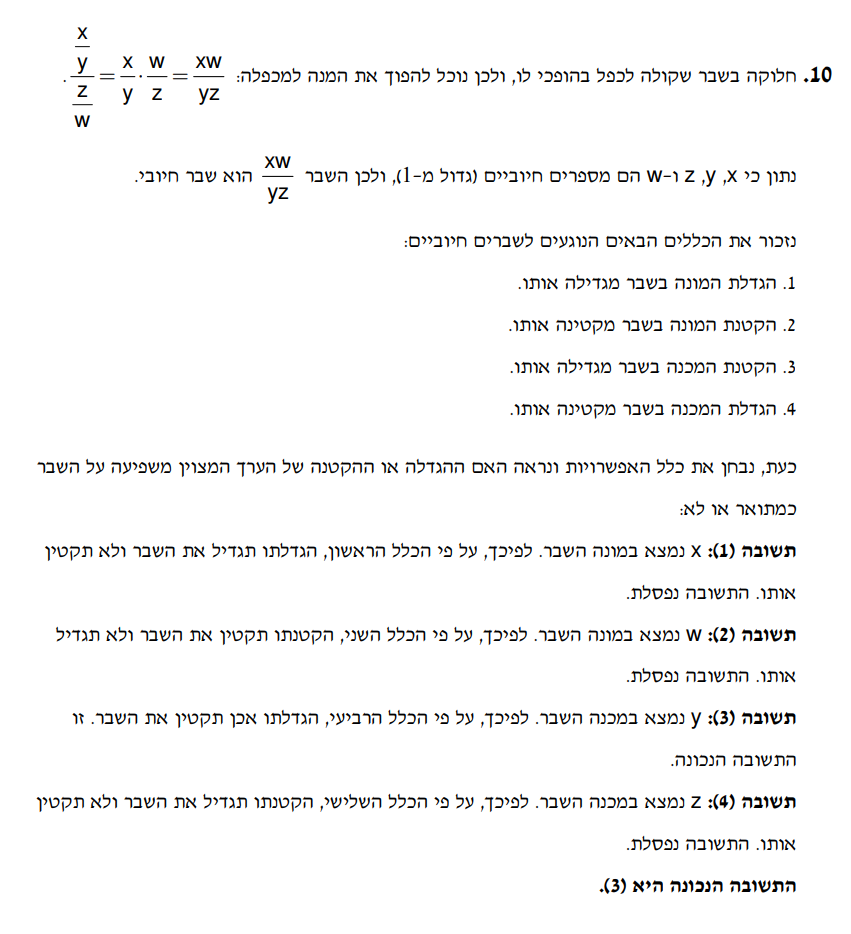 10. חלוקה בשבר שקולה לכפל בהופכי לו, ולכן נוכל להפוך את המנה למכפלה: \frac{\frac{x}{y}}{\frac{z}{w}} = \frac{x}{y} \cdot \frac{w}{z} = \frac{xw}{yz}.
נתון כי x, y, z ו-w הם מספרים חיוביים (גדול מ-1), ולכן השבר \frac{xw}{yz} הוא שבר חיובי.
נזכור את הכללים הבאים הנוגעים לשברים חיוביים:
1. הגדלת המונה בשבר מגדילה אותו.
2. הקטנת המונה בשבר מקטינה אותו.
3. הקטנת המכנה בשבר מגדילה אותו.
4. הגדלת המכנה בשבר מקטינה אותו.
כעת, נבחן את כלל האפשרויות ונראה האם ההגדלה או ההקטנה של הערך המצוין משפיעה על השבר
כמתואר או לא:
תשובה (1): x נמצא במונה השבר. לפיכך, על פי הכלל הראשון, הגדלתו תגדיל את השבר ולא תקטין
אותו. התשובה נפסלת.
תשובה (2): w נמצא במונה השבר. לפיכך, על פי הכלל השני, הקטנתו תקטין את השבר ולא תגדיל
אותו. התשובה נפסלת.
תשובה (3): y נמצא במכנה השבר. לפיכך, על פי הכלל הרביעי, הגדלתו אכן תקטין את השבר. זו
התשובה הנכונה.
תשובה (4): z נמצא במכנה השבר. לפיכך, על פי הכלל השלישי, הקטנתו תגדיל את השבר ולא תקטין
אותו. התשובה נפסלת.
התשובה הנכונה היא (3).